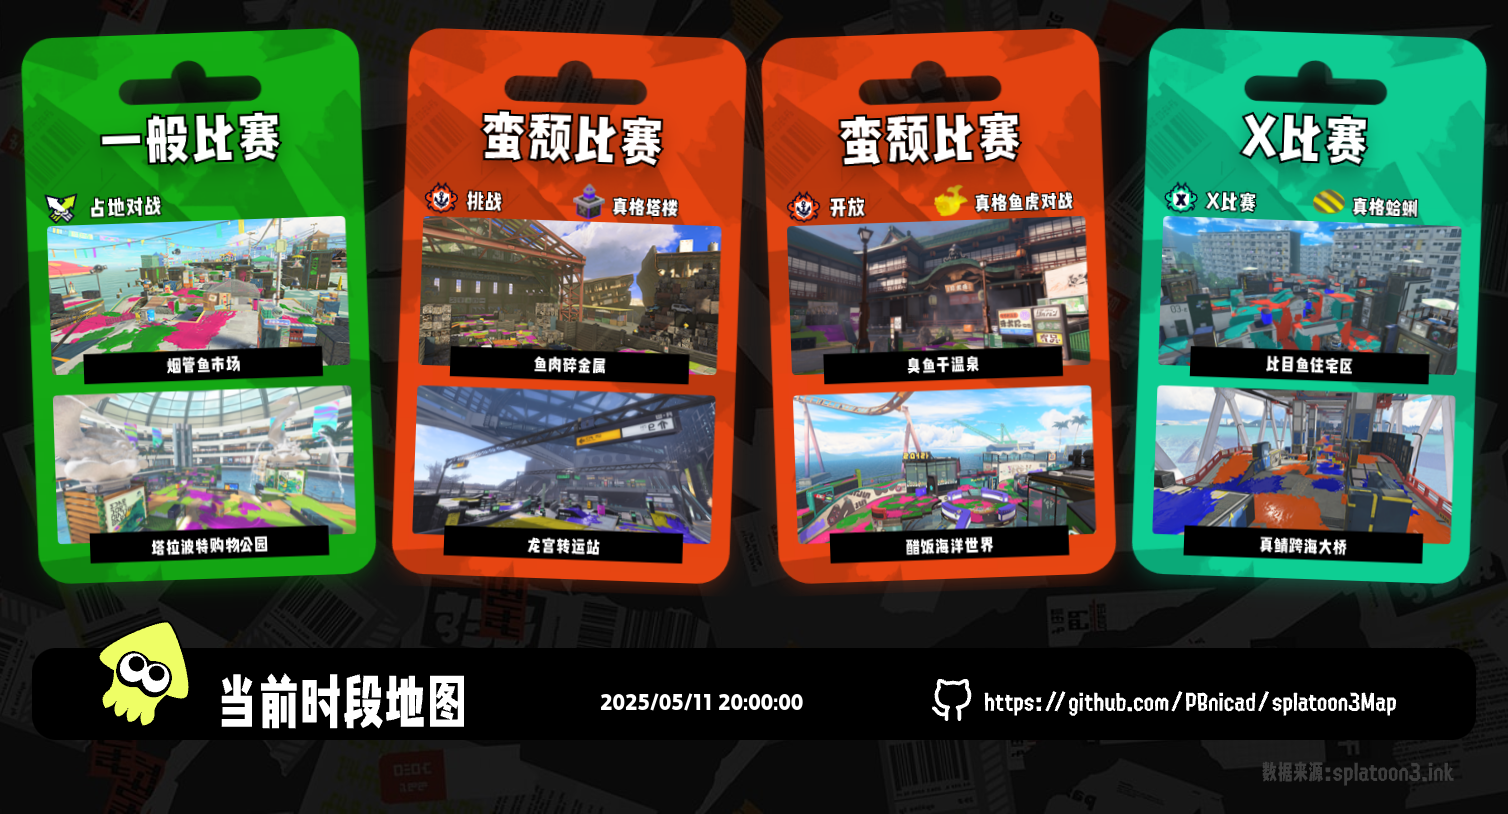 一般比赛
占地对战
烟管鱼市场
塔拉波特购物公园
蛮颓比赛
挑战
真格塔楼
鱼肉碎金属
龙宫转运站
蛮颓比赛
开放
真格鱼虎对战
臭鱼干温泉
醋饭海洋世界
X比赛
X比赛
真格蛤蜊
比目鱼住宅区
真鲭跨海大桥
当前时段地图
2025/05/11 20:00:00
https://github.com/PBnicad/splatoon3Map
数据来源:splatoon3.ink